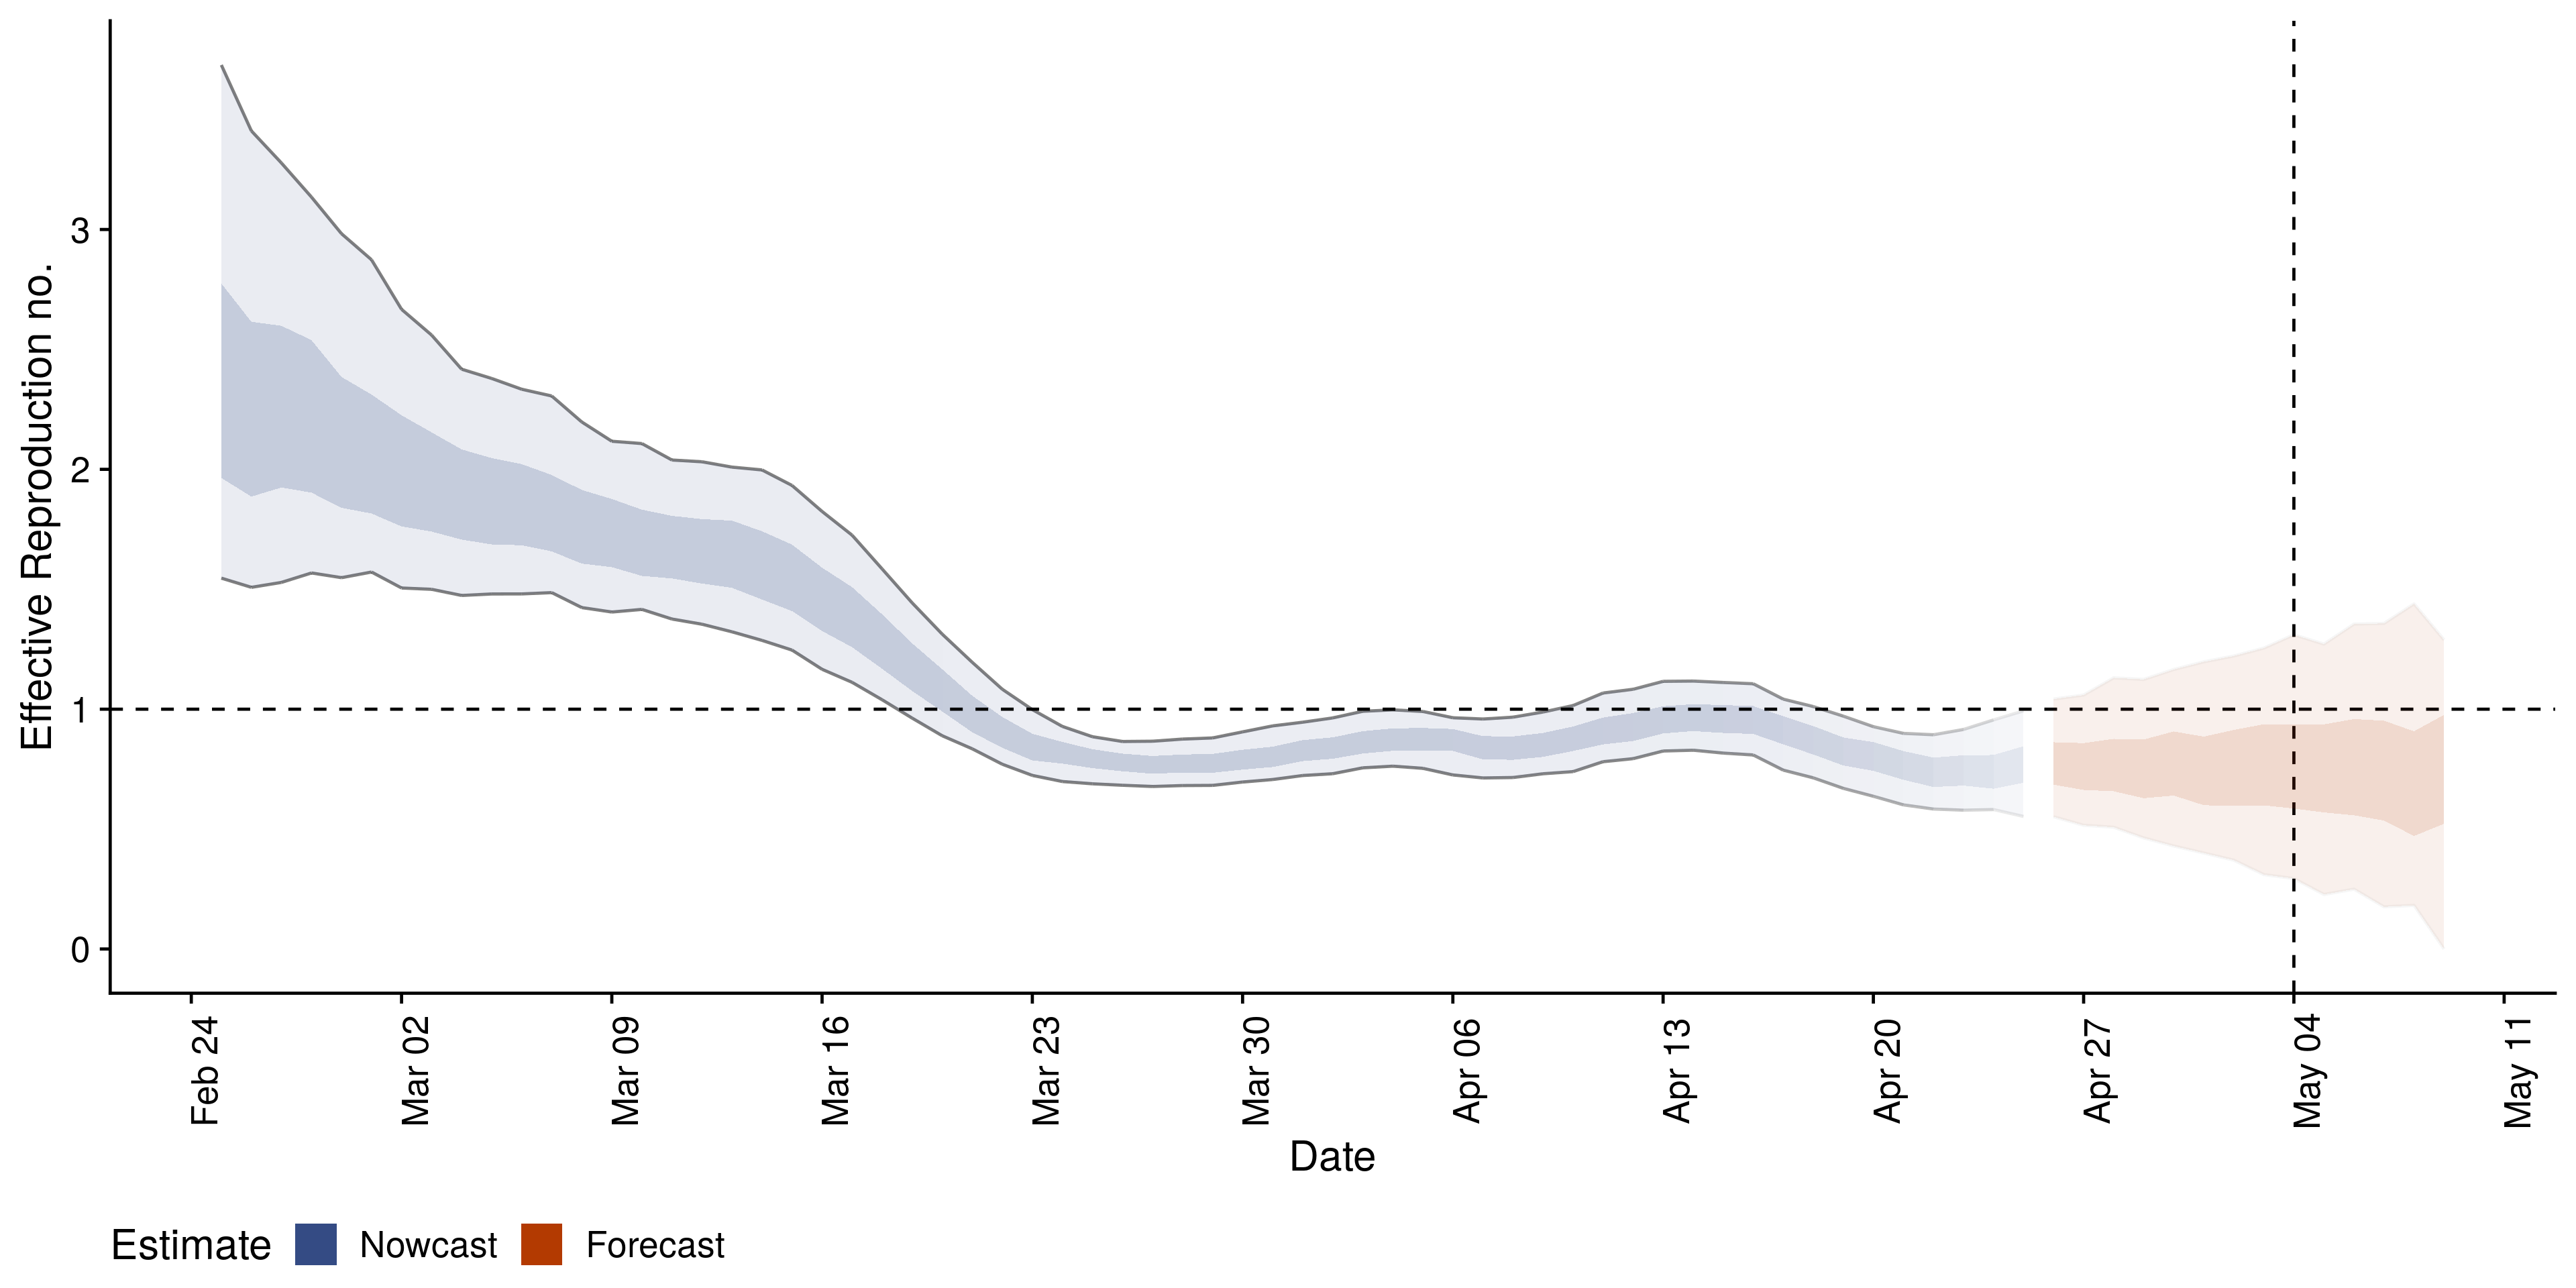 Effective Reproduction no.
3
2
1
0
Feb 24
Mar 02
Mar 09
Mar 16
Mar 23
Mar 30
Apr 06
Apr 13
Apr 20
Apr 27
May 04
May 11
Date
Estimate Nowcast Forecast